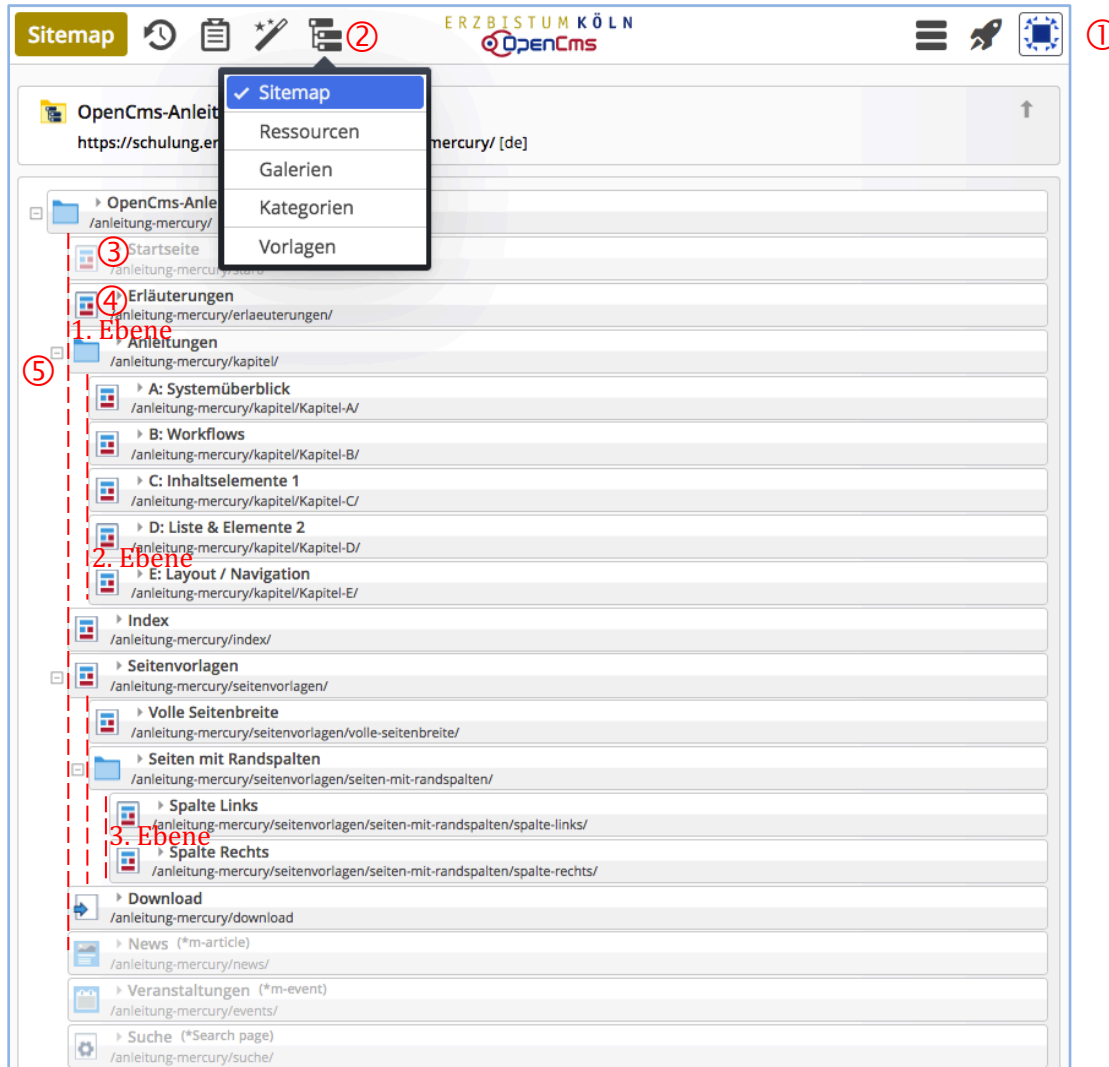 Sitemap
②
ERZBISTUM KÖLN
OpenCms
①
Sitemap
Ressourcen
Galerien
Kategorien
Vorlagen
OpenCms-Anleit
https://schulung.er
mercury/ [de]
OpenCms-Anle
/anleitung-mercury/
③
Startseite
/anleitung-mercury/start/
④
Erläuterungen
/anleitung-mercury/erlaeuterungen/
1. Ebene
Anleitungen
/anleitung-mercury/kapitel/
⑤
A: Systemüberblick
/anleitung-mercury/kapitel/Kapitel-A/
B: Workflows
/anleitung-mercury/kapitel/Kapitel-B/
C: Inhaltselemente 1
/anleitung-mercury/kapitel/Kapitel-C/
D: Liste & Elemente 2
/anleitung-mercury/kapitel/Kapitel-D/
2. Ebene
E: Layout / Navigation
/anleitung-mercury/kapitel/Kapitel-E/
Index
/anleitung-mercury/index/
Seitenvorlagen
/anleitung-mercury/seitenvorlagen/
Volle Seitenbreite
/anleitung-mercury/seitenvorlagen/volle-seitenbreite/
Seiten mit Randspalten
/anleitung-mercury/seitenvorlagen/seiten-mit-randspalten/
Spalte Links
/anleitung-mercury/seitenvorlagen/seiten-mit-randspalten/spalte-links/
3. Ebene
Spalte Rechts
/anleitung-mercury/seitenvorlagen/seiten-mit-randspalten/spalte-rechts/
Download
/anleitung-mercury/download
News (*m-article)
/anleitung-mercury/news/
Veranstaltungen (*m-event)
/anleitung-mercury/events/
Suche (*Search page)
/anleitung-mercury/suche/